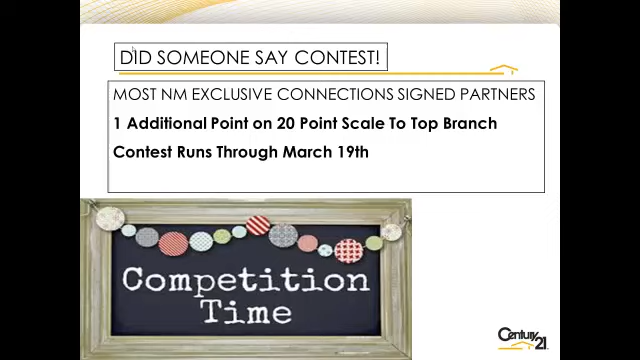 DID SOMEONE SAY CONTEST!
MOST NM EXCLUSIVE CONNECTIONS SIGNED PARTNERS
1 Additional Point on 20 Point Scale To Top Branch
Contest Runs Through March 19th
Competition
Time
Century
21